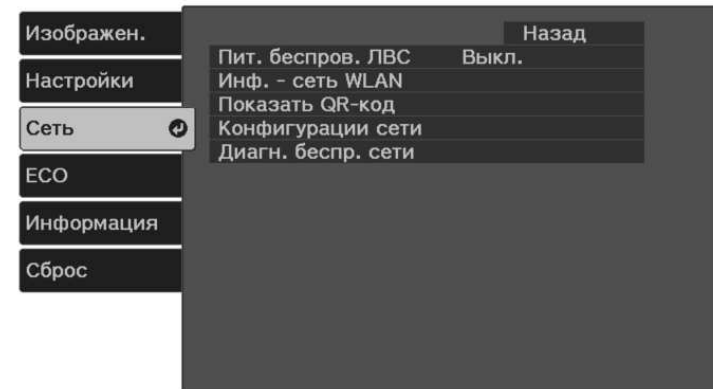 Изображен.
Настройки
Сеть
ECO
Информация
Сброс
Назад
Пит. беспров. ЛВС Выкл.
Инф. - сеть WLAN
Показать QR-код
Конфигурации сети
Диагн. беспр. сети